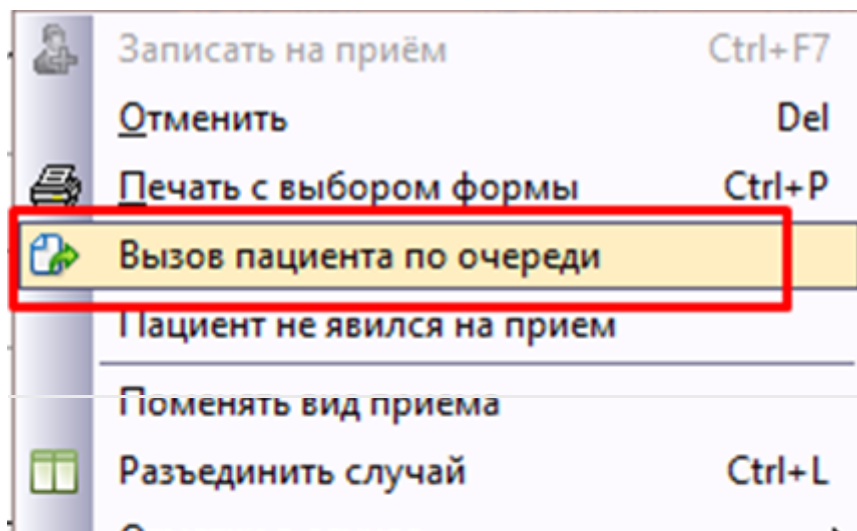 Записать на приём Ctrl+F7
Отменить Del
Печать с выбором формы Ctrl+P
Вызов пациента по очереди
Пациент не явился на прием
Поменять вид приема
Разъединить случай Ctrl+L